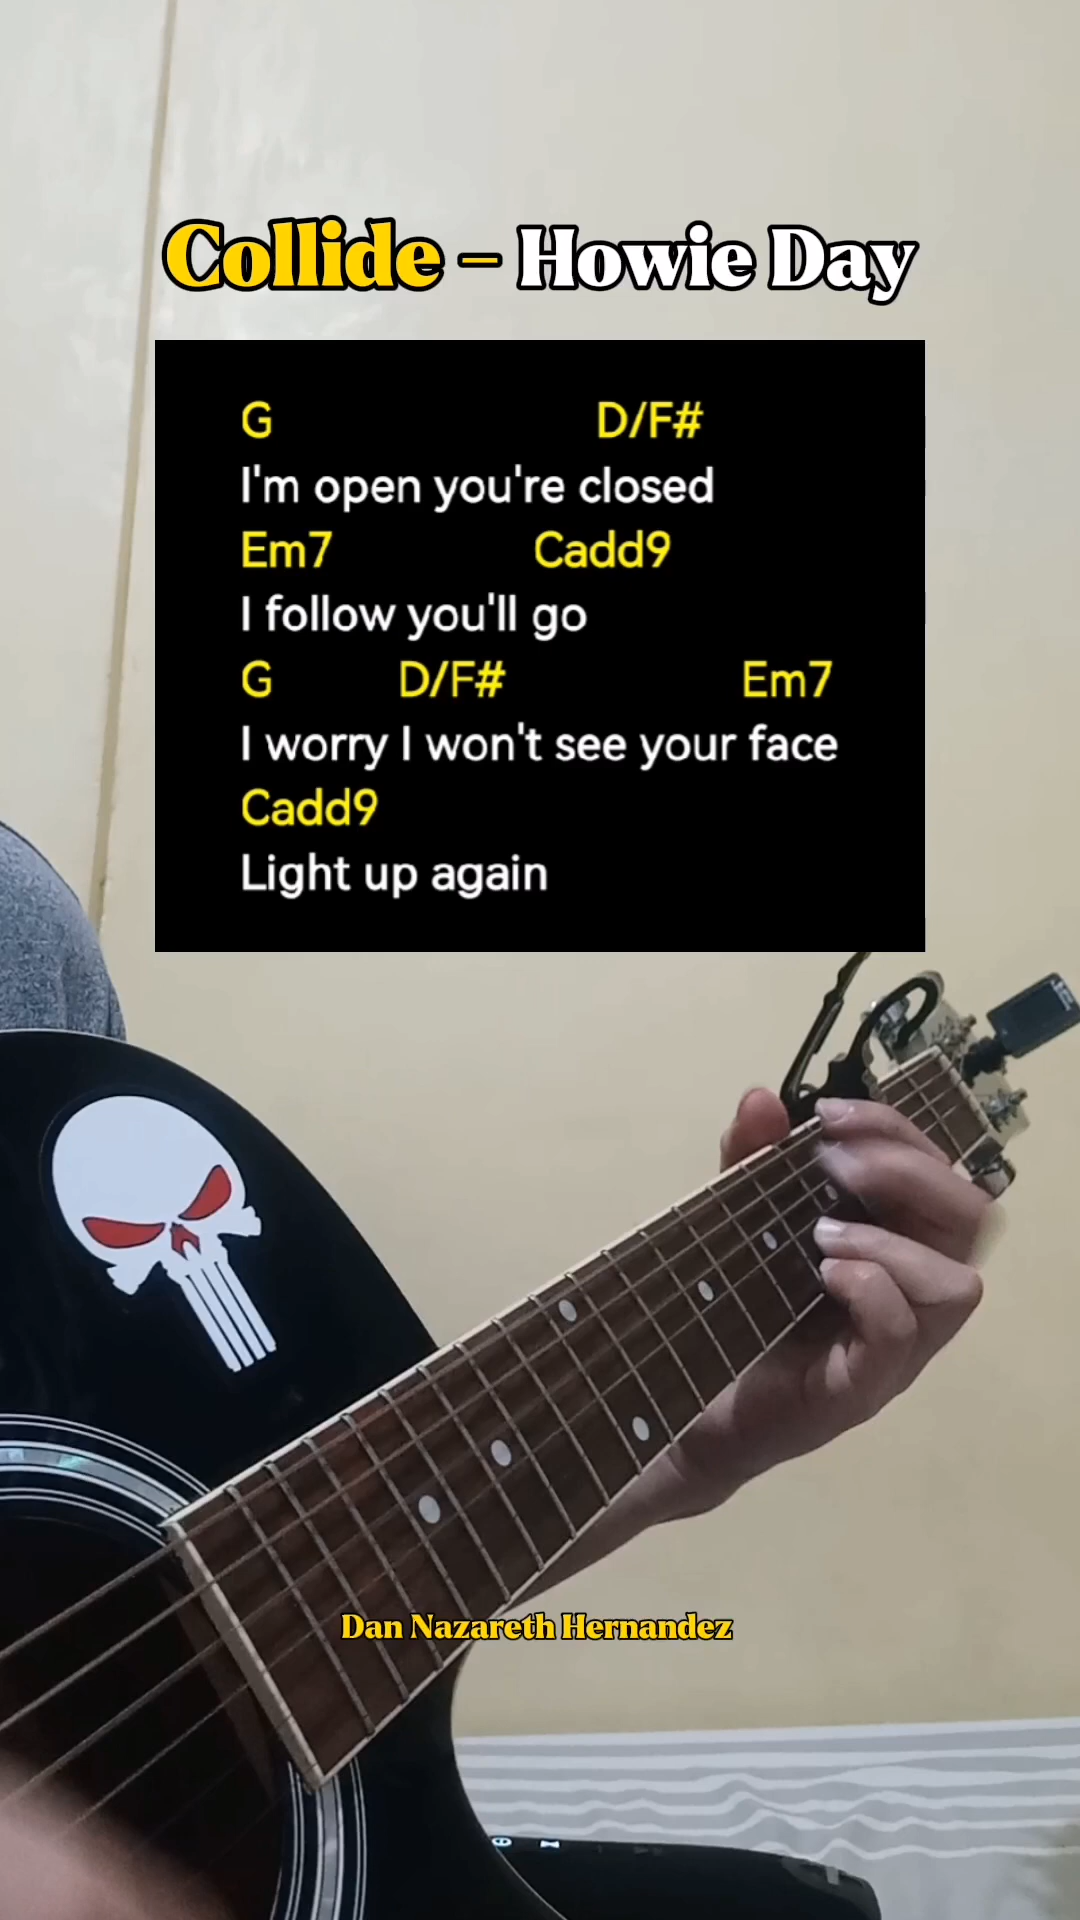 Collide – Howie Day
G D/F#
I'm open you're closed
Em7 Cadd9
I follow you'll go
G D/F# Em7
I worry I won't see your face
Cadd9
Light up again
Dan Nazareth Hernandez